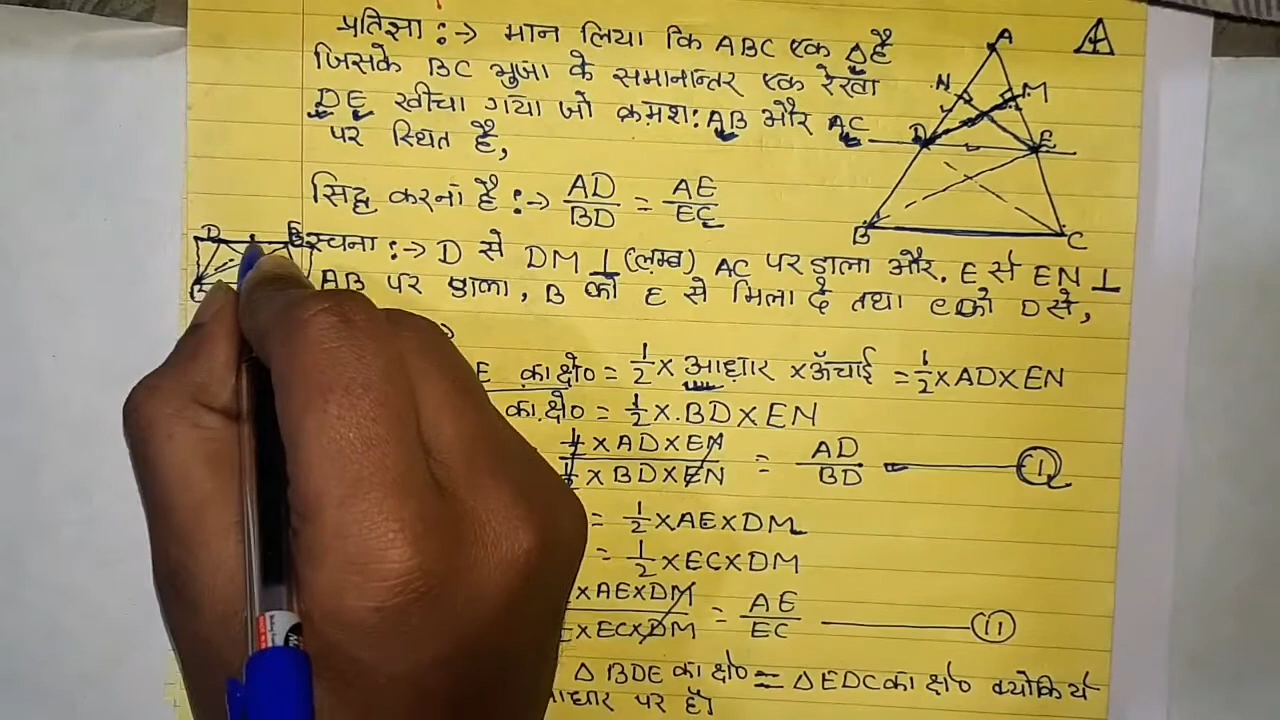 प्रतिज्ञा :→ मान लिया कि ABC एक Δ है
जिसके BC भुजा के समानान्तर एक रेखा
DE खींचा गया जो क्रमश: AB और AC
पर स्थित है,
सिद्ध करना है :→ AD/BD = AE/EC
रचना :→ D से DM ⊥ (लम्ब) AC पर डाला और. E से EN ⊥
AB पर डाला, B को E से मिला दे तथा C को D से,
E का क्षे० = 1/2 × आधार × ऊँचाई = 1/2 × AD × EN
का क्षे० = 1/2 × BD × EN
1/2 × AD × EN / 1/2 × BD × EN = AD/BD ——— (1)
= 1/2 × AE × DM
= 1/2 × EC × DM
× AE × DM / × EC × DM = AE/EC ——— (11)
Δ BDE का क्षे० = Δ EDC का क्षे० क्योंकि ये
आधार पर है।
4
A
N
M
D
E
B
C
D
E